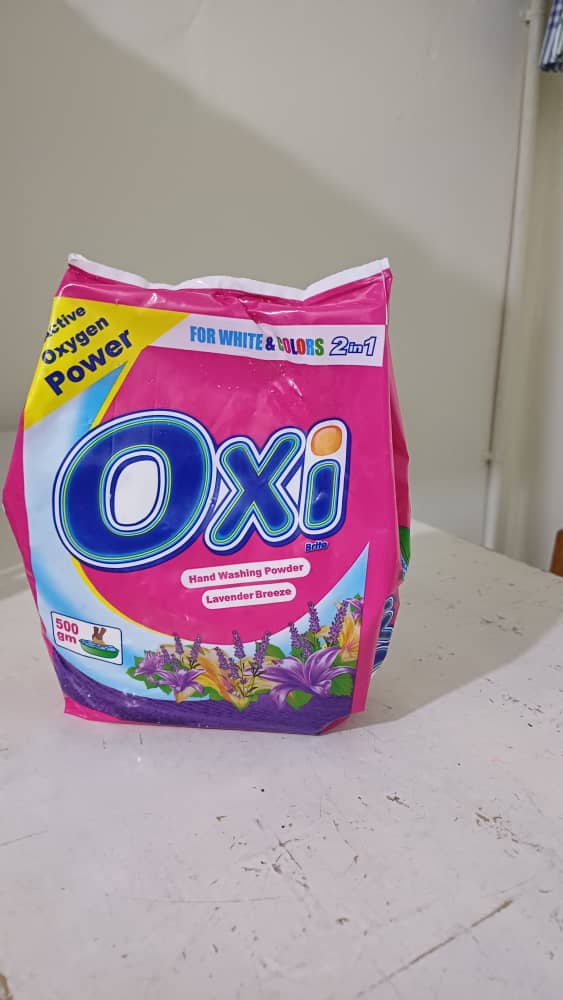 Active
Oxygen
Power
FOR WHITE & COLORS 2in1
Oxi
Brite
Hand Washing Powder
Lavender Breeze
500
gm